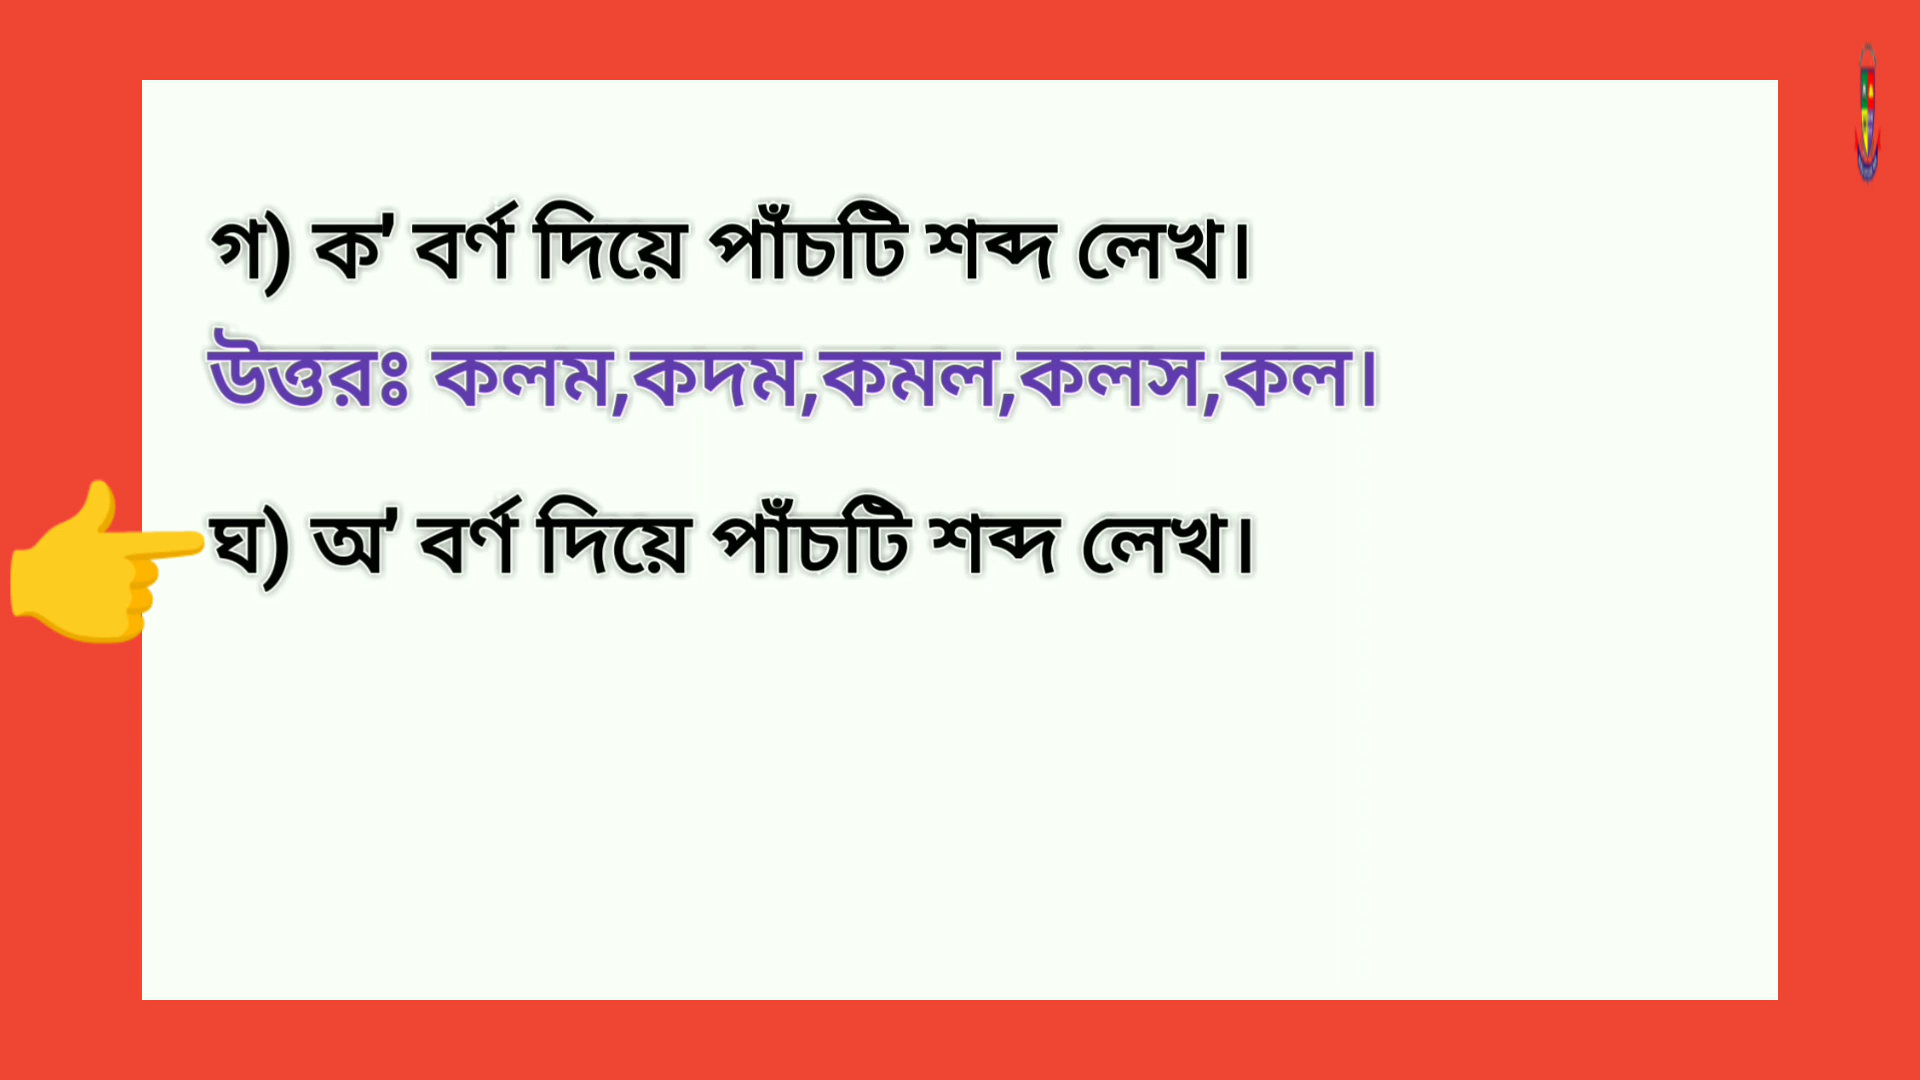 গ) ক' বর্ণ দিয়ে পাঁচটি শব্দ লেখ।
উত্তরঃ কলম,কদম,কমল,কলস,কল।
ঘ) অ' বর্ণ দিয়ে পাঁচটি শব্দ লেখ।